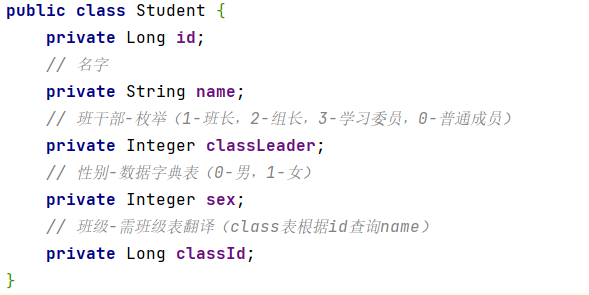 public class Student {
    private Long id;
    // 名字
    private String name;
    // 班干部-枚举（1-班长，2-组长，3-学习委员，0-普通成员）
    private Integer classLeader;
    // 性别-数据字典表（0-男，1-女）
    private Integer sex;
    // 班级-需班级表翻译（class表根据id查询name）
    private Long classId;
}